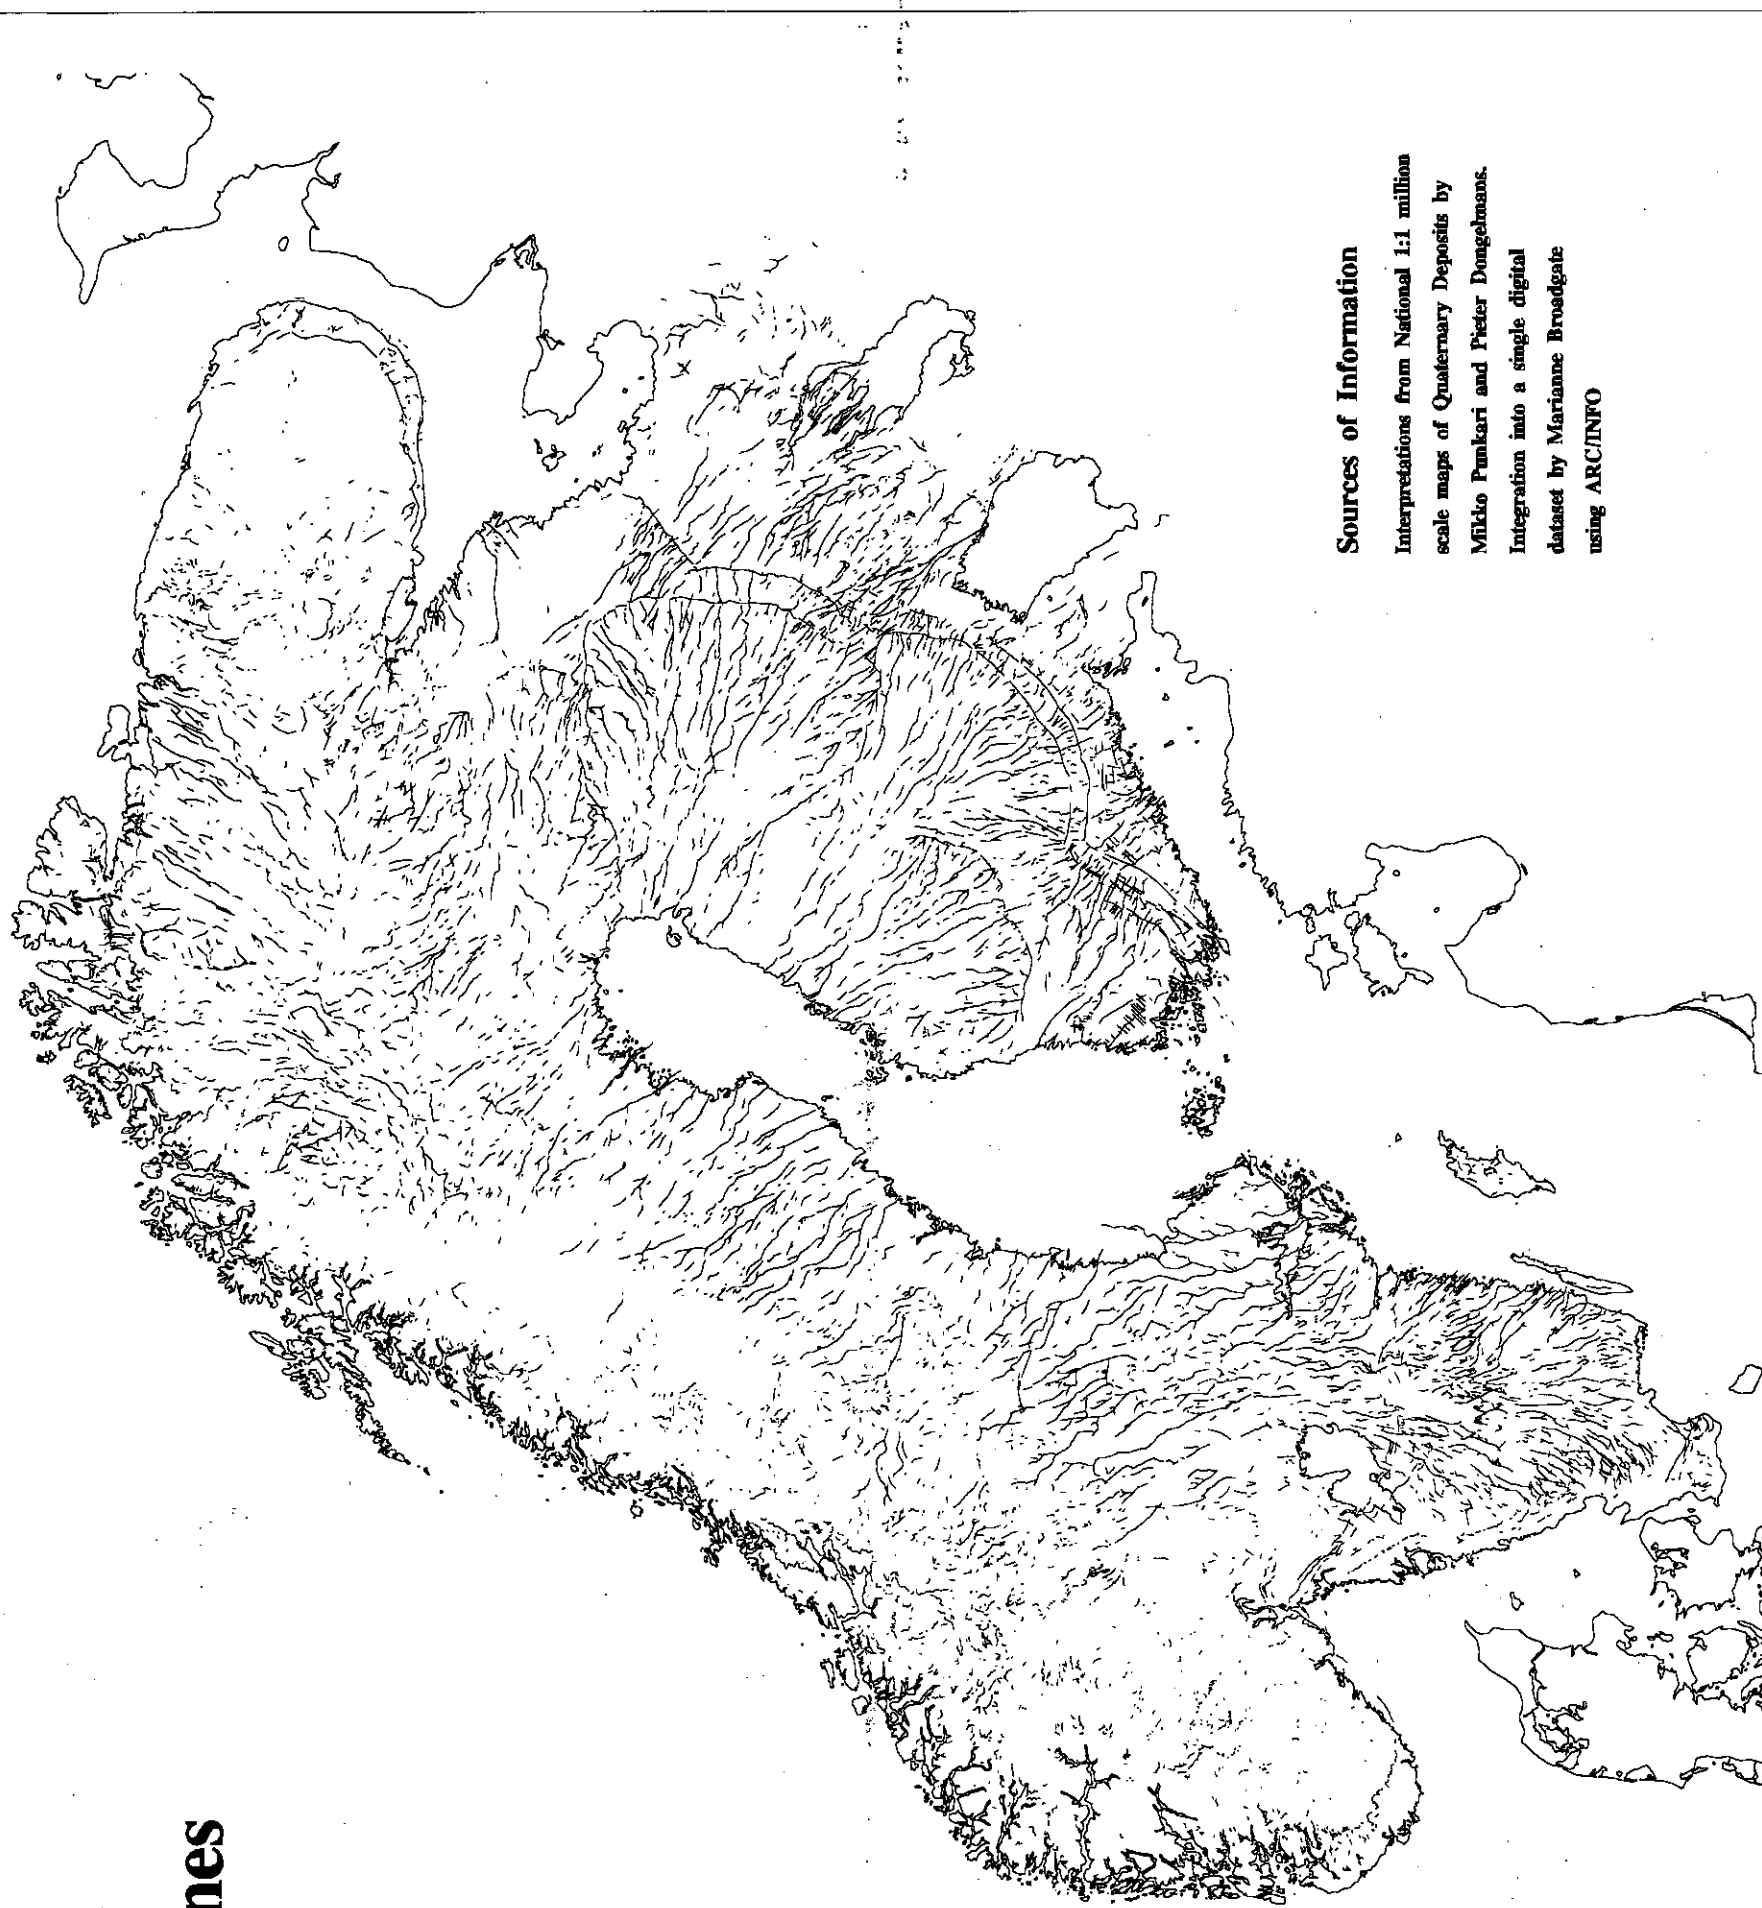 nes
Sources of Information
Interpretations from National 1:1 million
scale maps of Quaternary Deposits by
Mikko Punkari and Pieter Dongelmans.
Integration into a single digital
dataset by Marianne Broadgate
using ARC/INFO